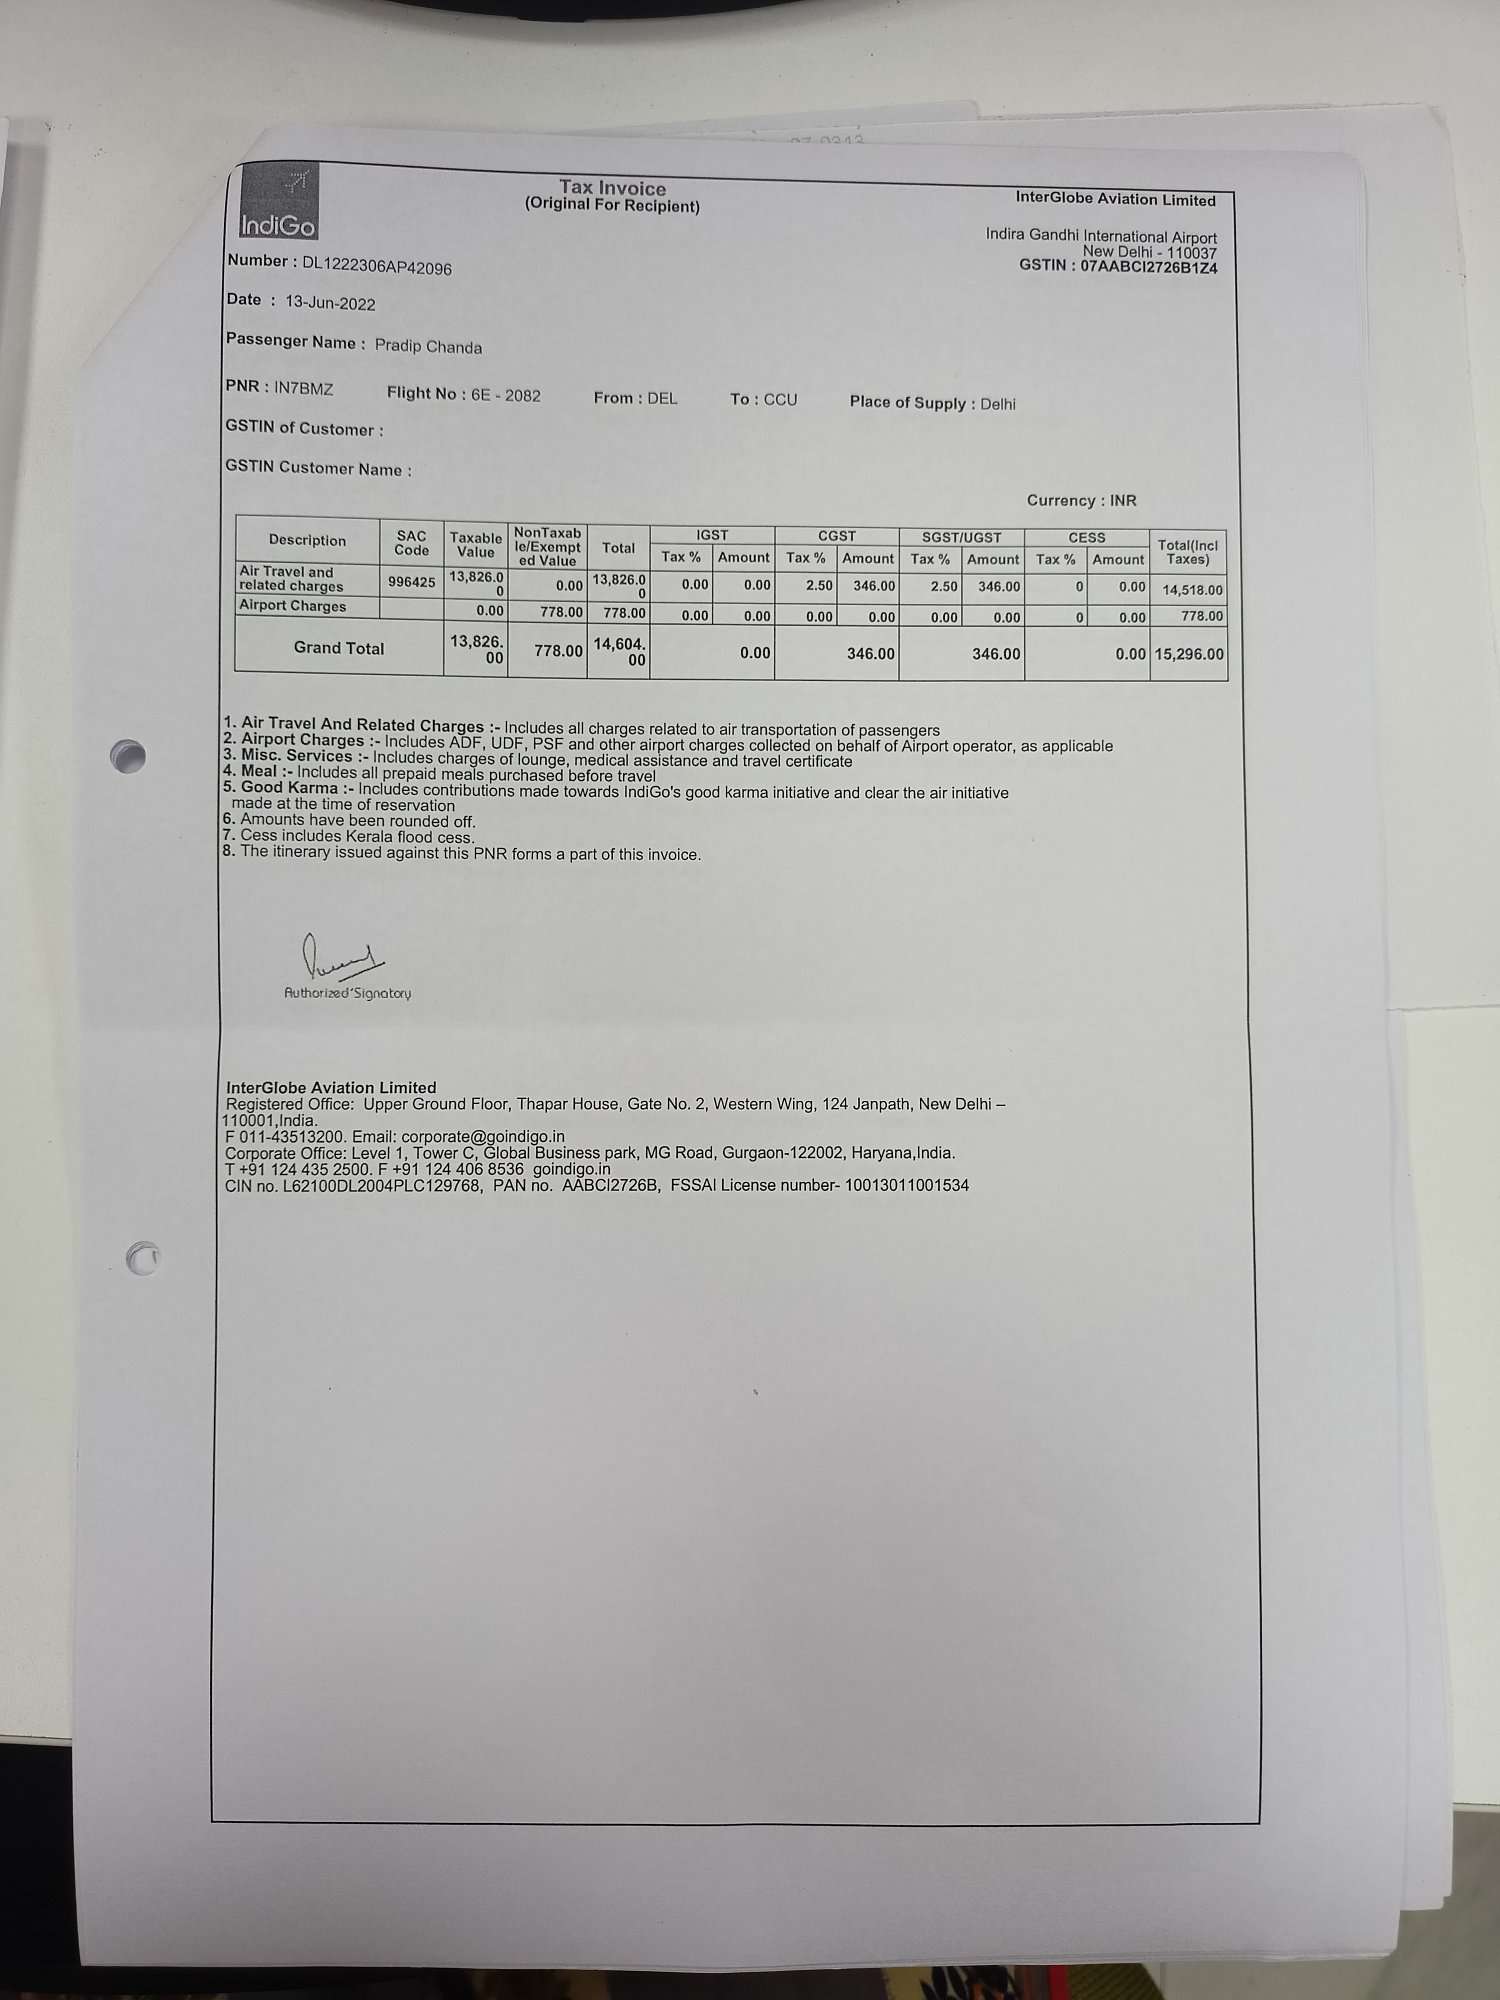 07 0313
IndiGo
Tax Invoice
(Original For Recipient)
InterGlobe Aviation Limited
Indira Gandhi International Airport
New Delhi - 110037
GSTIN : 07AABCI2726B1Z4
Number : DL1222306AP42096
Date : 13-Jun-2022
Passenger Name : Pradip Chanda
PNR : IN7BMZ Flight No : 6E - 2082 From : DEL To : CCU Place of Supply : Delhi
GSTIN of Customer :
GSTIN Customer Name :
Currency : INR
Description SAC Code Taxable Value NonTaxable/Exempted Value Total IGST CGST SGST/UGST CESS Total(Incl Taxes)
Tax % Amount Tax % Amount Tax % Amount Tax % Amount
Air Travel and related charges 996425 13,826.00 0.00 13,826.00 0.00 0.00 2.50 346.00 2.50 346.00 0 0.00 14,518.00
Airport Charges 0.00 778.00 778.00 0.00 0.00 0.00 0.00 0.00 0.00 0 0.00 778.00
Grand Total 13,826.00 778.00 14,604.00 0.00 346.00 346.00 0.00 15,296.00
1. Air Travel And Related Charges :- Includes all charges related to air transportation of passengers
2. Airport Charges :- Includes ADF, UDF, PSF and other airport charges collected on behalf of Airport operator, as applicable
3. Misc. Services :- Includes charges of lounge, medical assistance and travel certificate
4. Meal :- Includes all prepaid meals purchased before travel
5. Good Karma :- Includes contributions made towards IndiGo's good karma initiative and clear the air initiative
made at the time of reservation
6. Amounts have been rounded off.
7. Cess includes Kerala flood cess.
8. The itinerary issued against this PNR forms a part of this invoice.
Authorized Signatory
InterGlobe Aviation Limited
Registered Office: Upper Ground Floor, Thapar House, Gate No. 2, Western Wing, 124 Janpath, New Delhi –
110001,India.
F 011-43513200. Email: corporate@goindigo.in
Corporate Office: Level 1, Tower C, Global Business park, MG Road, Gurgaon-122002, Haryana,India.
T +91 124 435 2500. F +91 124 406 8536 goindigo.in
CIN no. L62100DL2004PLC129768, PAN no. AABCI2726B, FSSAI License number- 10013011001534